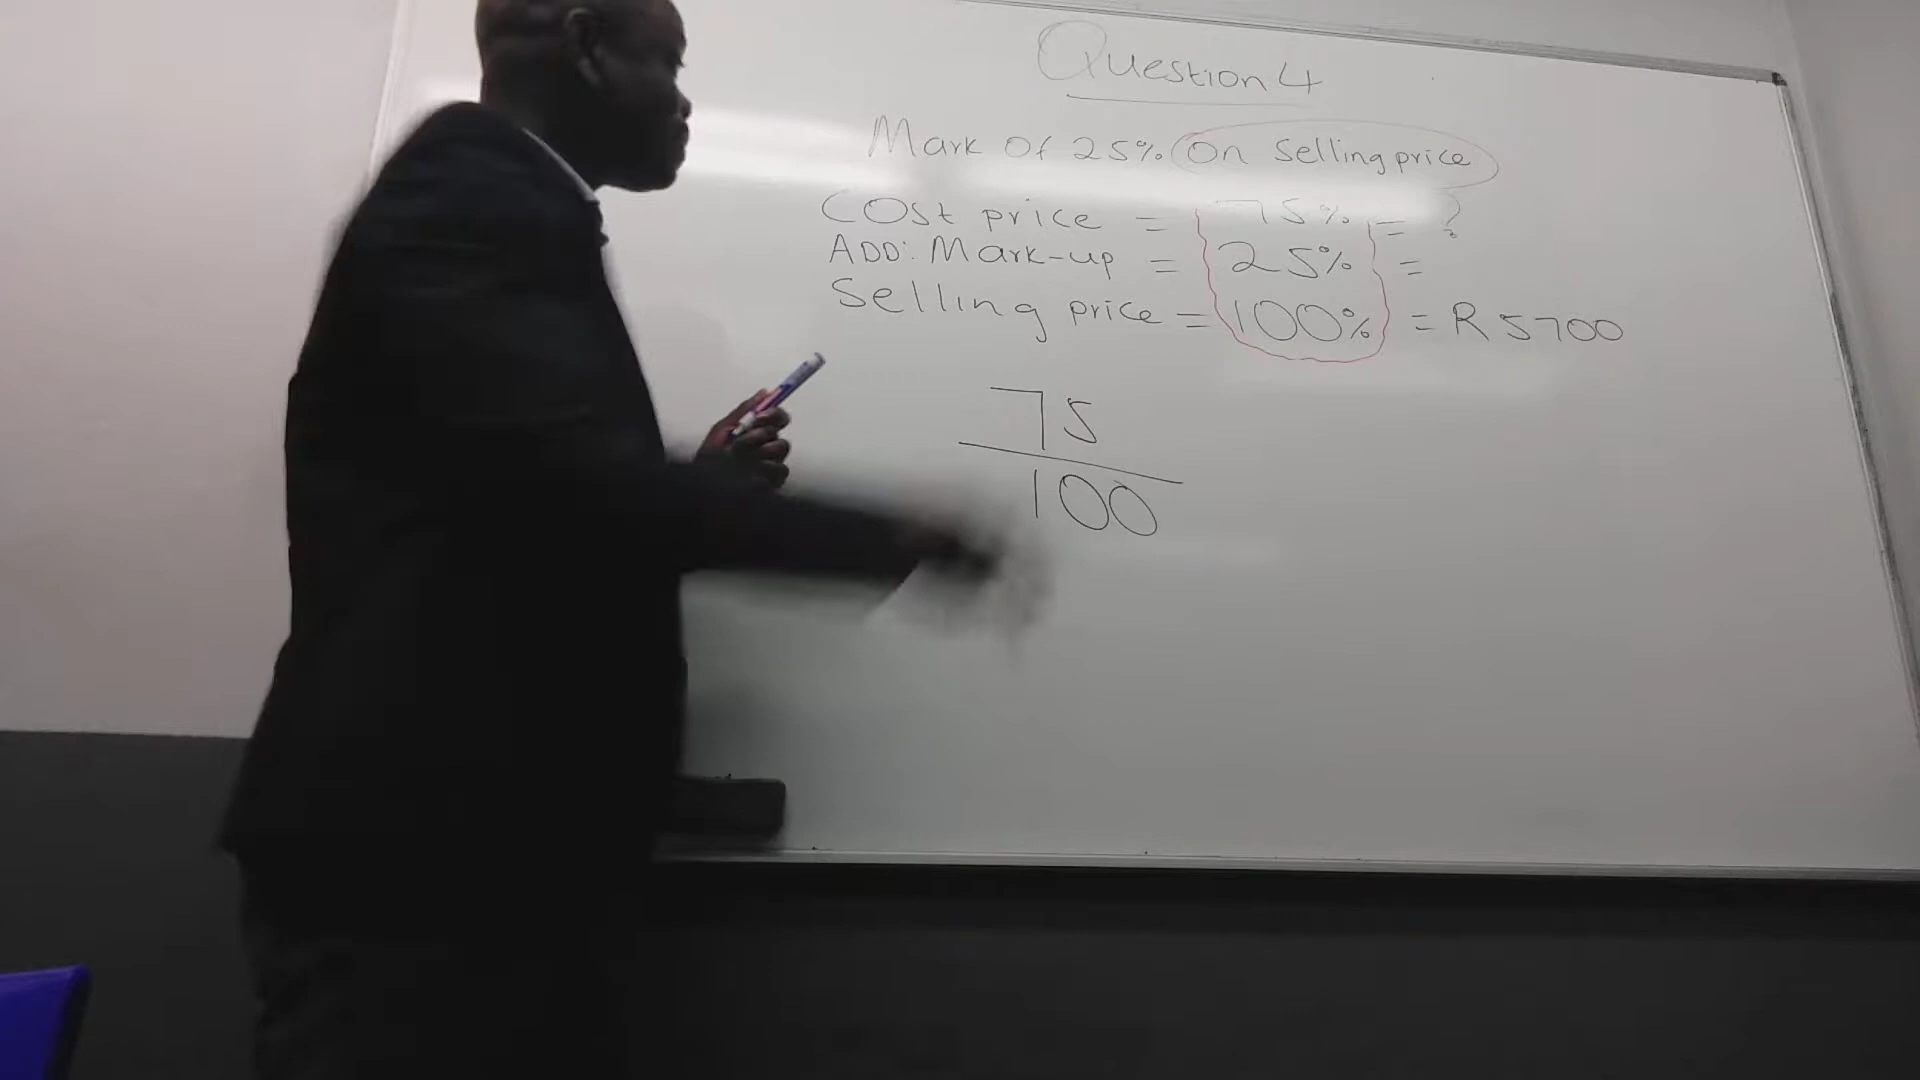 Question 4
Mark of 25% on selling price
Cost price = 75% = ?
ADD: Mark-up = 25% =
Selling price = 100% = R 5700
75
100